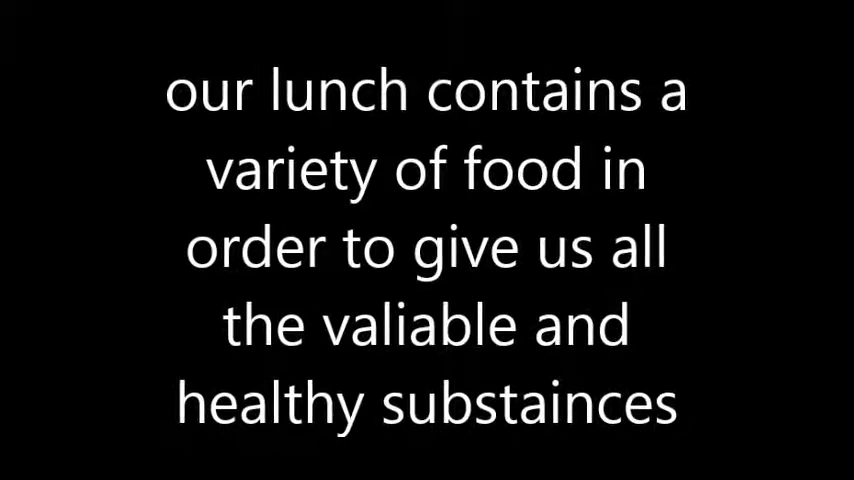 our lunch contains a
variety of food in
order to give us all
the valiable and
healthy substainces